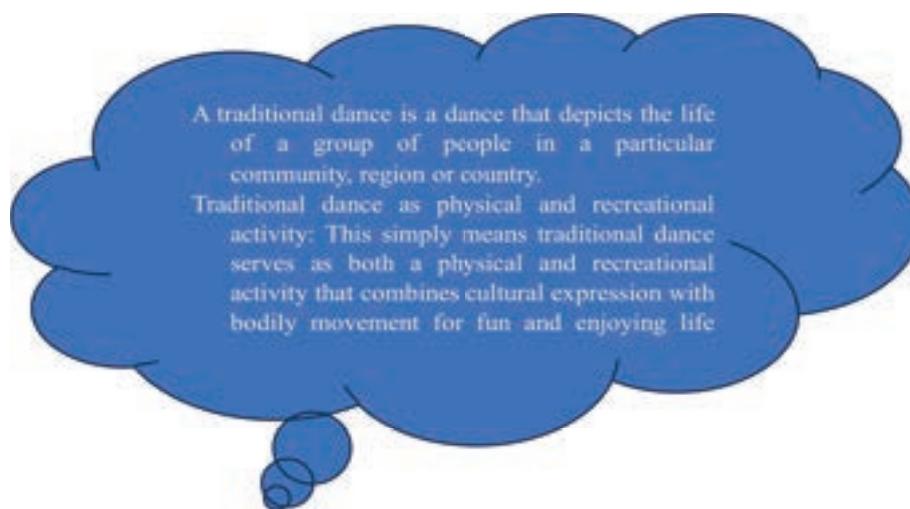 A traditional dance is a dance that depicts the life
of a group of people in a particular
community, region or country.
Traditional dance as physical and recreational
activity: This simply means traditional dance
serves as both a physical and recreational
activity that combines cultural expression with
bodily movement for fun and enjoying life